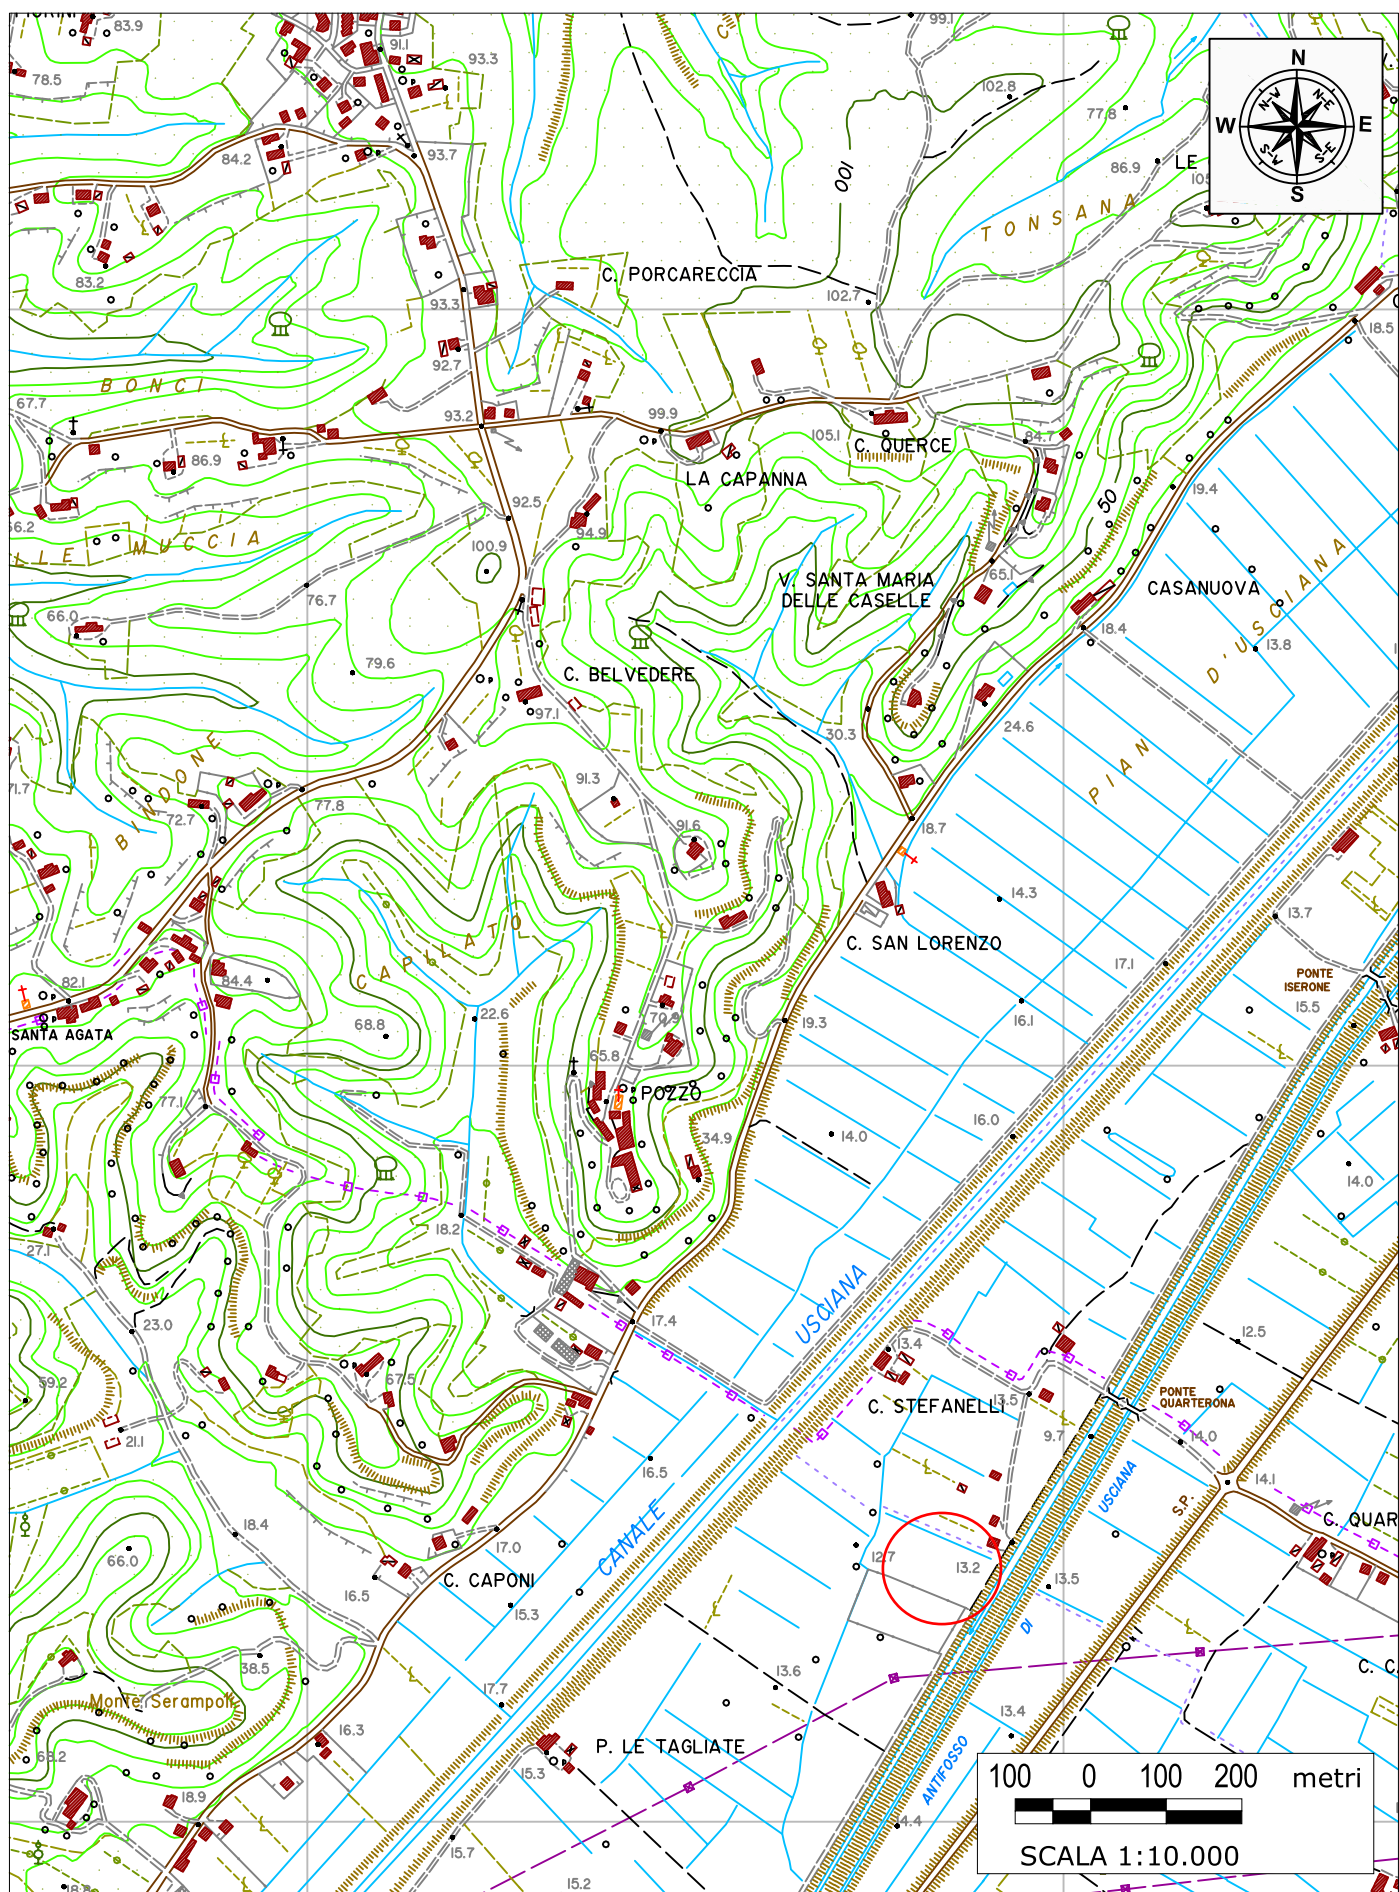 83.9
91.1
93.3
99.1
78.5
102.8
77.8
N
N-W
N-E
W
E
S-W
S-E
S
84.2
93.7
100
86.9
LE
TONSANA
83.2
93.3
C. PORCARECCIA
102.7
18.5
92.7
BONCI
67.7
93.2
99.9
105.1
C. QUERCE
84.7
86.9
LA CAPANNA
50
19.4
92.5
94.9
MUCCIA
100.9
V. SANTA MARIA
DELLE CASELLE
65.1
CASANUOVA
76.7
66.0
18.4
13.8
PIAN D'USCIANA
79.6
C. BELVEDERE
97.1
30.3
24.6
BINDONE
91.3
77.8
72.7
91.6
18.7
14.3
13.7
CAPILLATO
C. SAN LORENZO
17.1
PONTE
ISERONE
82.1
84.4
15.5
SANTA AGATA
68.8
22.6
70.9
19.3
16.1
65.8
POZZO
77.1
34.9
14.0
16.0
14.0
18.2
27.1
23.0
17.4
USCIANA
13.4
12.5
59.2
67.5
C. STEFANELLI
13.5
PONTE
QUARTERONA
21.1
9.7
14.0
16.5
14.1
USCIANA
S.P.
18.4
CANALE
C. QUAR
66.0
17.0
12.7
13.2
16.5
C. CAPONI
15.3
13.5
DI
38.5
13.6
Monte Serampoli
17.7
13.4
16.3
P. LE TAGLIATE
68.2
15.3
ANTIFOSSO
100 0 100 200 metri
18.9
14.4
15.7
SCALA 1:10.000
15.2